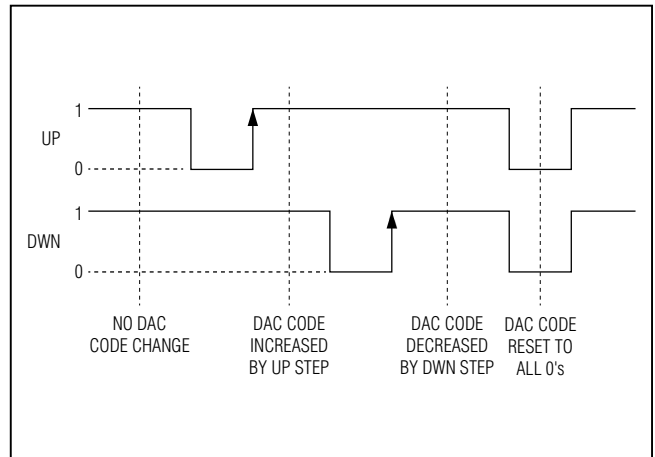 1
UP
0
1
DWN
0
NO DAC
CODE CHANGE
DAC CODE
INCREASED
BY UP STEP
DAC CODE
DECREASED
BY DWN STEP
DAC CODE
RESET TO
ALL 0's